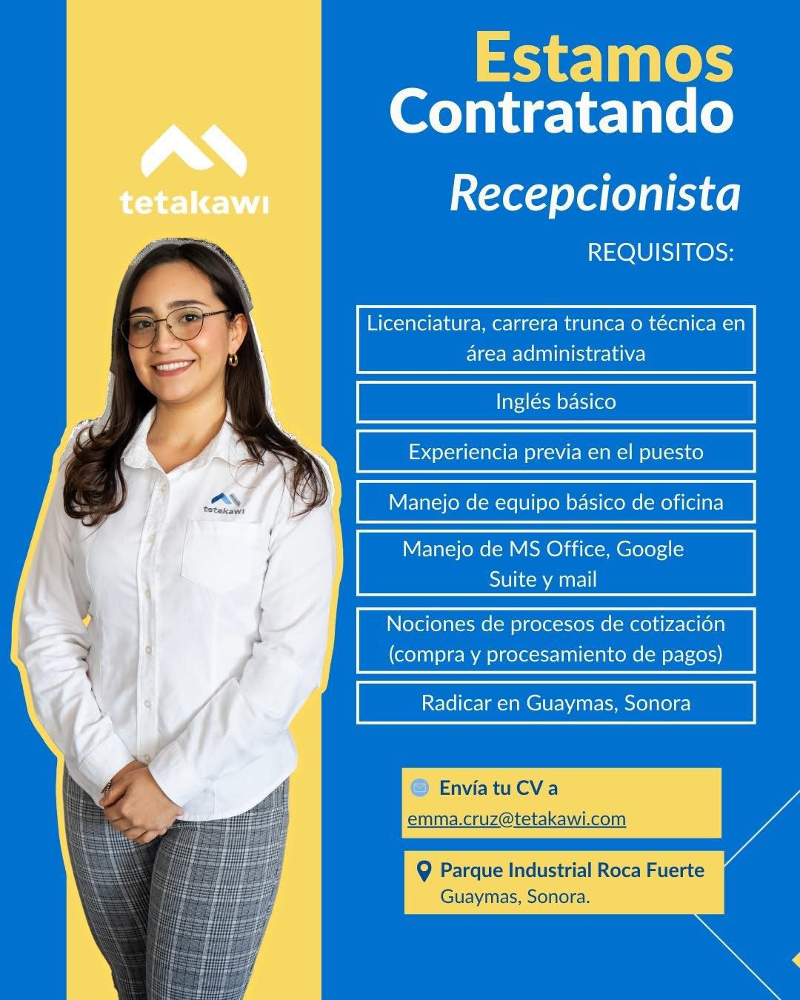 Estamos
Contratando
tetakawi
Recepcionista
REQUISITOS:
Licenciatura, carrera trunca o técnica en
área administrativa
Inglés básico
Experiencia previa en el puesto
tetakawi
Manejo de equipo básico de oficina
Manejo de MS Office, Google
Suite y mail
Nociones de procesos de cotización
(compra y procesamiento de pagos)
Radicar en Guaymas, Sonora
Envía tu CV a
emma.cruz@tetakawi.com
Parque Industrial Roca Fuerte
Guaymas, Sonora.